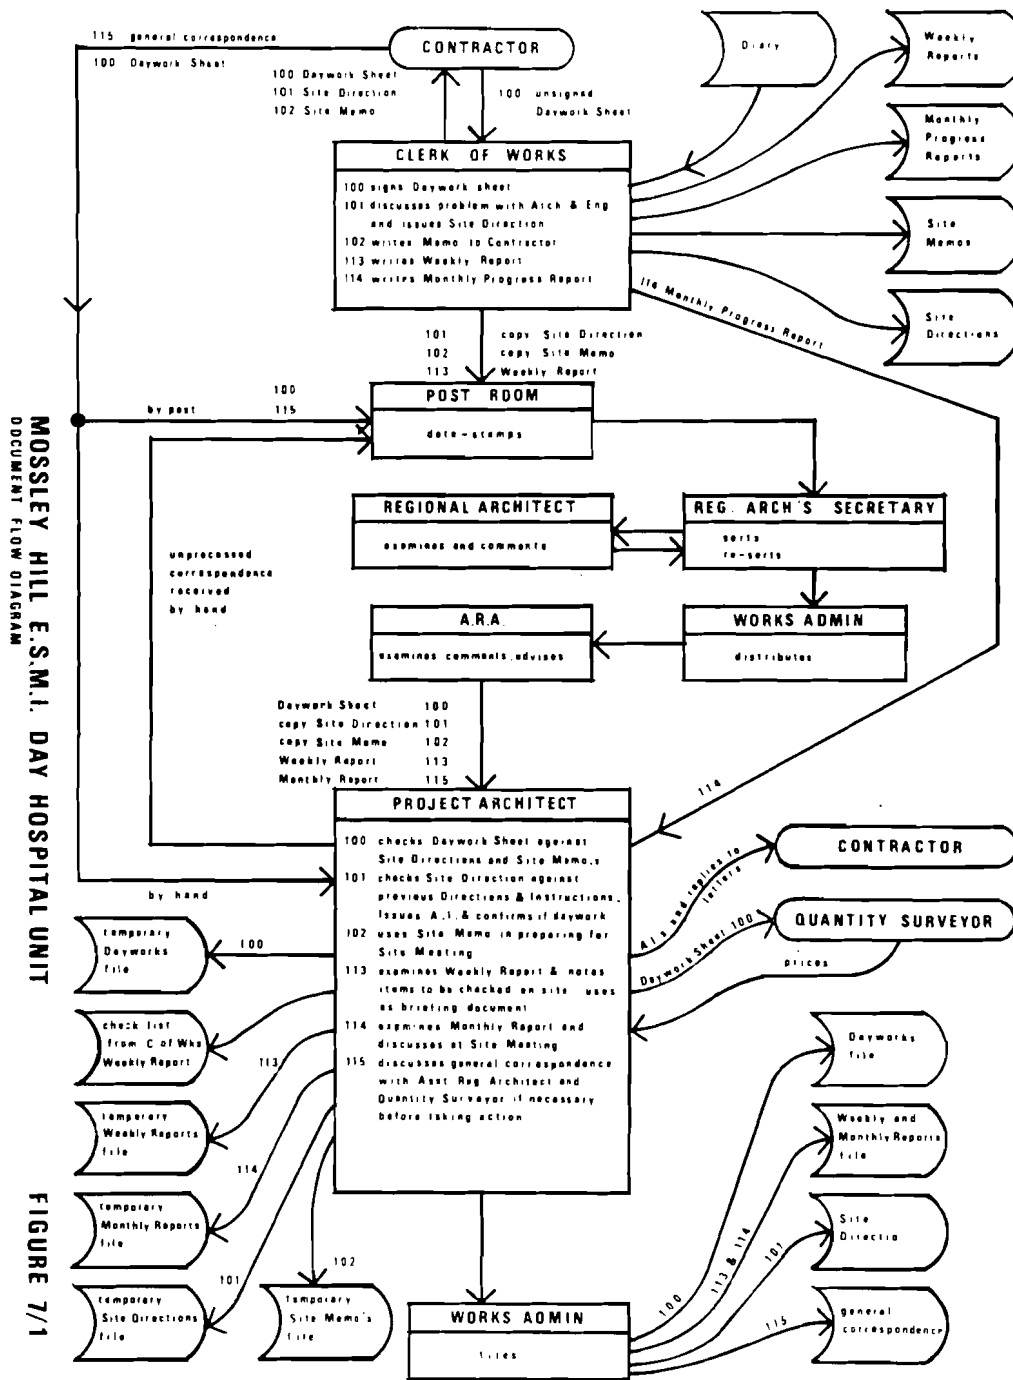 115 general correspondence
100 Daywork Sheet
CONTRACTOR
100 Daywork Sheet
101 Site Direction
102 Site Memo
100 unsigned
Daywork Sheet
Diary
Weekly
Reports
Monthly
Progress
Reports
Site
Memos
Site
Directions
CLERK OF WORKS
100 signs Daywork sheet
101 discusses problem with Arch & Eng
and issues Site Direction
102 writes Memo to Contractor
113 writes Weekly Report
114 writes Monthly Progress Report
114 Monthly Progress Report
101 copy Site Direction
102 copy Site Memo
113 Weekly Report
by post
100
115
POST ROOM
date-stamps
REGIONAL ARCHITECT
examines and comments
REG. ARCH'S SECRETARY
sorts
re-sorts
unprocessed
correspondence
received
by hand
A.R.A.
examines comments, advises
WORKS ADMIN
distributes
Daywork Sheet 100
copy Site Direction 101
copy Site Memo 102
Weekly Report 113
Monthly Report 115
114
PROJECT ARCHITECT
100 checks Daywork Sheet against
Site Directions and Site Memo.s
101 checks Site Direction against
previous Directions & Instructions.
Issues A.I. & confirms if daywork
102 uses Site Memo in preparing for
Site Meeting
113 examines Weekly Report & notes
items to be checked on site uses
as briefing document
114 examines Monthly Report and
discusses at Site Meeting
115 discusses general correspondence
with Asst Reg Architect and
Quantity Surveyor if necessary
before taking action
by hand
CONTRACTOR
AI s and replies to
letters
QUANTITY SURVEYOR
Daywork Sheet 100
prices
temporary
Dayworks
file
100
check list
from C of Wks
Weekly Report
temporary
Weekly Reports
file
113
temporary
Monthly Reports
file
114
temporary
Site Directions
file
101
temporary
Site Memo's
file
102
WORKS ADMIN
files
Dayworks
file
100
Weekly and
Monthly Reports
file
113 & 114
Site
Directio
101
general
correspondence
115
MOSSLEY HILL E.S.M.I. DAY HOSPITAL UNIT
DOCUMENT FLOW DIAGRAM
FIGURE 7/1